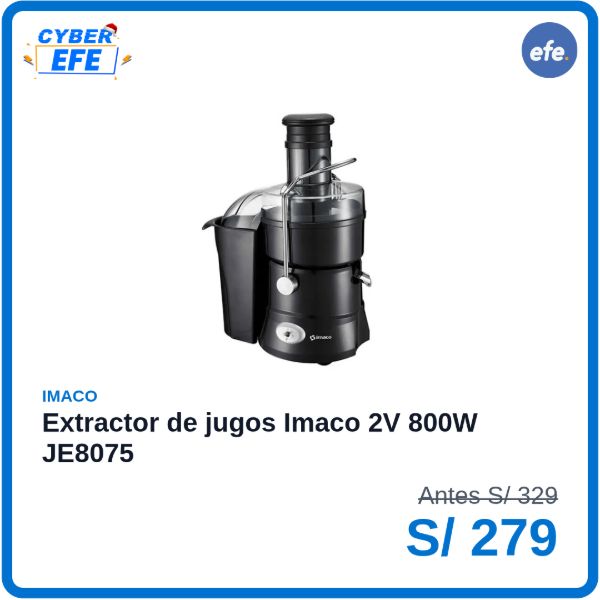 CYBER
EFE
efe.
imaco
IMACO
Extractor de jugos Imaco 2V 800W
JE8075
Antes S/ 329
S/ 279